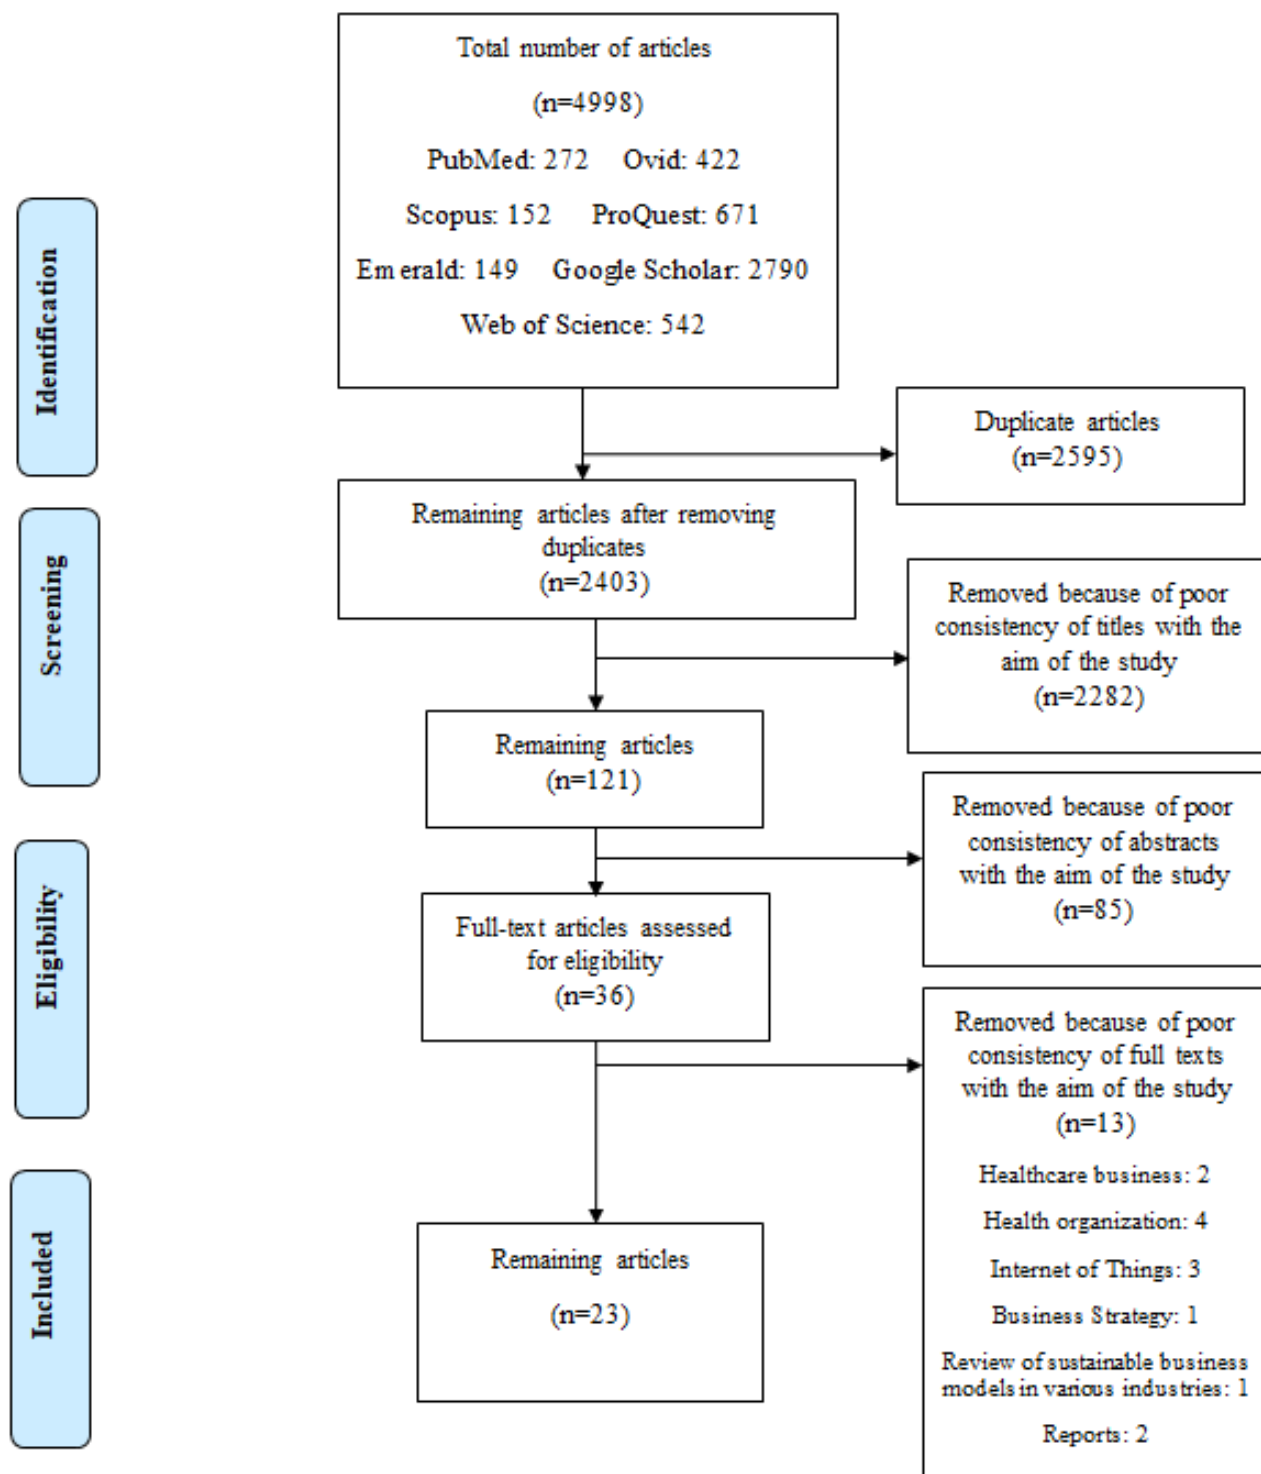 Total number of articles
(n=4998)
PubMed: 272 Ovid: 422
Scopus: 152 ProQuest: 671
Emerald: 149 Google Scholar: 2790
Web of Science: 542
Identification
Duplicate articles
(n=2595)
Remaining articles after removing
duplicates
(n=2403)
Screening
Removed because of poor
consistency of titles with the
aim of the study
(n=2282)
Remaining articles
(n=121)
Removed because of poor
consistency of abstracts
with the aim of the study
(n=85)
Eligibility
Full-text articles assessed
for eligibility
(n=36)
Removed because of poor
consistency of full texts
with the aim of the study
(n=13)
Healthcare business: 2
Health organization: 4
Internet of Things: 3
Business Strategy: 1
Review of sustainable business
models in various industries: 1
Reports: 2
Included
Remaining articles
(n=23)